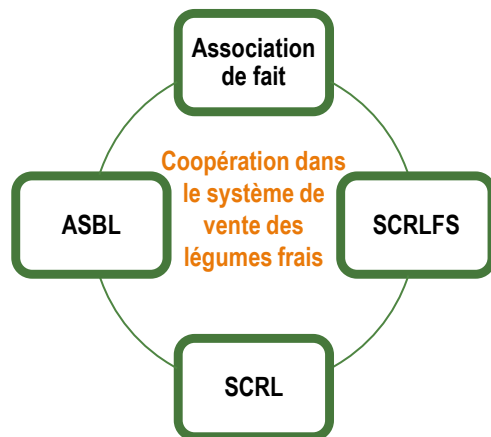 Association
de fait
Coopération dans
le système de
vente des
légumes frais
ASBL
SCRLFS
SCRL